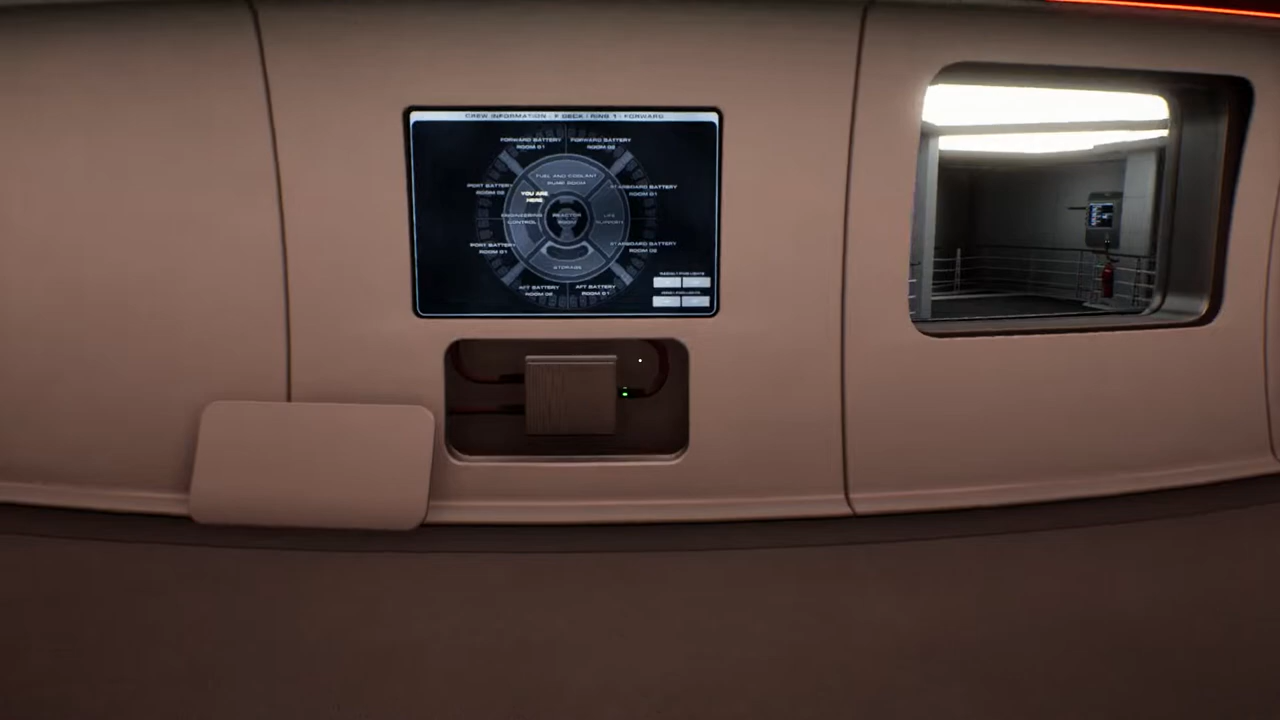 CREW INFORMATION - F DECK / RING 1 - FORWARD
FORWARD BATTERY
ROOM 01
FORWARD BATTERY
ROOM 02
FUEL AND COOLANT
PUMP ROOM
PORT BATTERY
ROOM 02
YOU ARE
HERE
STARBOARD BATTERY
ROOM 01
ENGINEERING
CONTROL
REACTOR
ROOM
LIFE
SUPPORT
PORT BATTERY
ROOM 01
STARBOARD BATTERY
ROOM 02
STORAGE
AFT BATTERY
ROOM 02
AFT BATTERY
ROOM 01